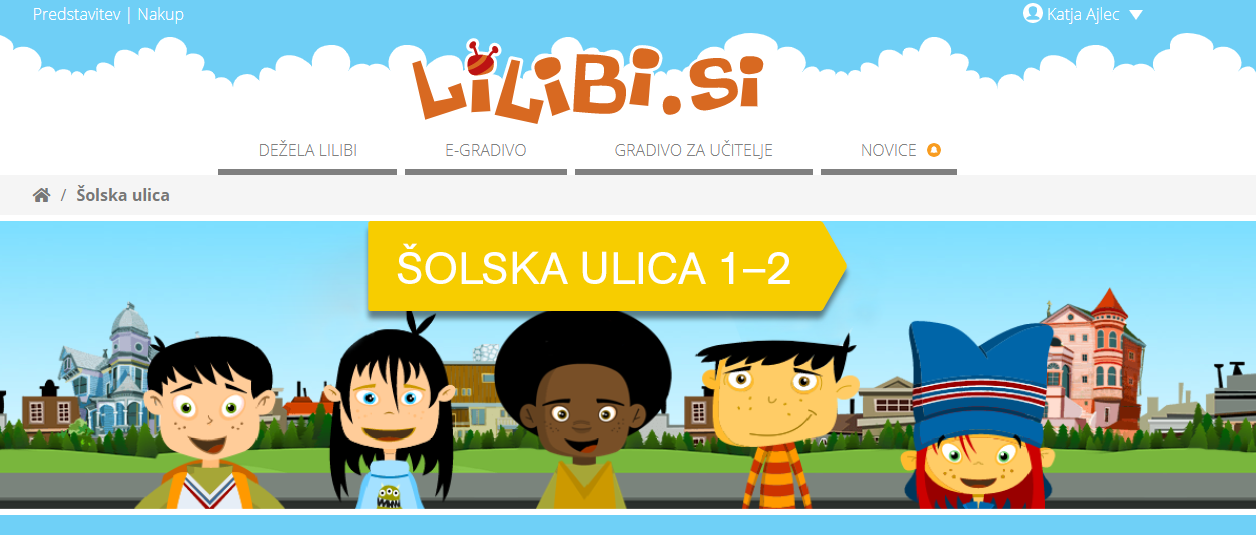 Predstavitev | Nakup
Katja Ajlec
LiLiBi.Si
DEŽELA LILIBI
E-GRADIVO
GRADIVO ZA UČITELJE
NOVICE
/ Šolska ulica
ŠOLSKA ULICA 1–2